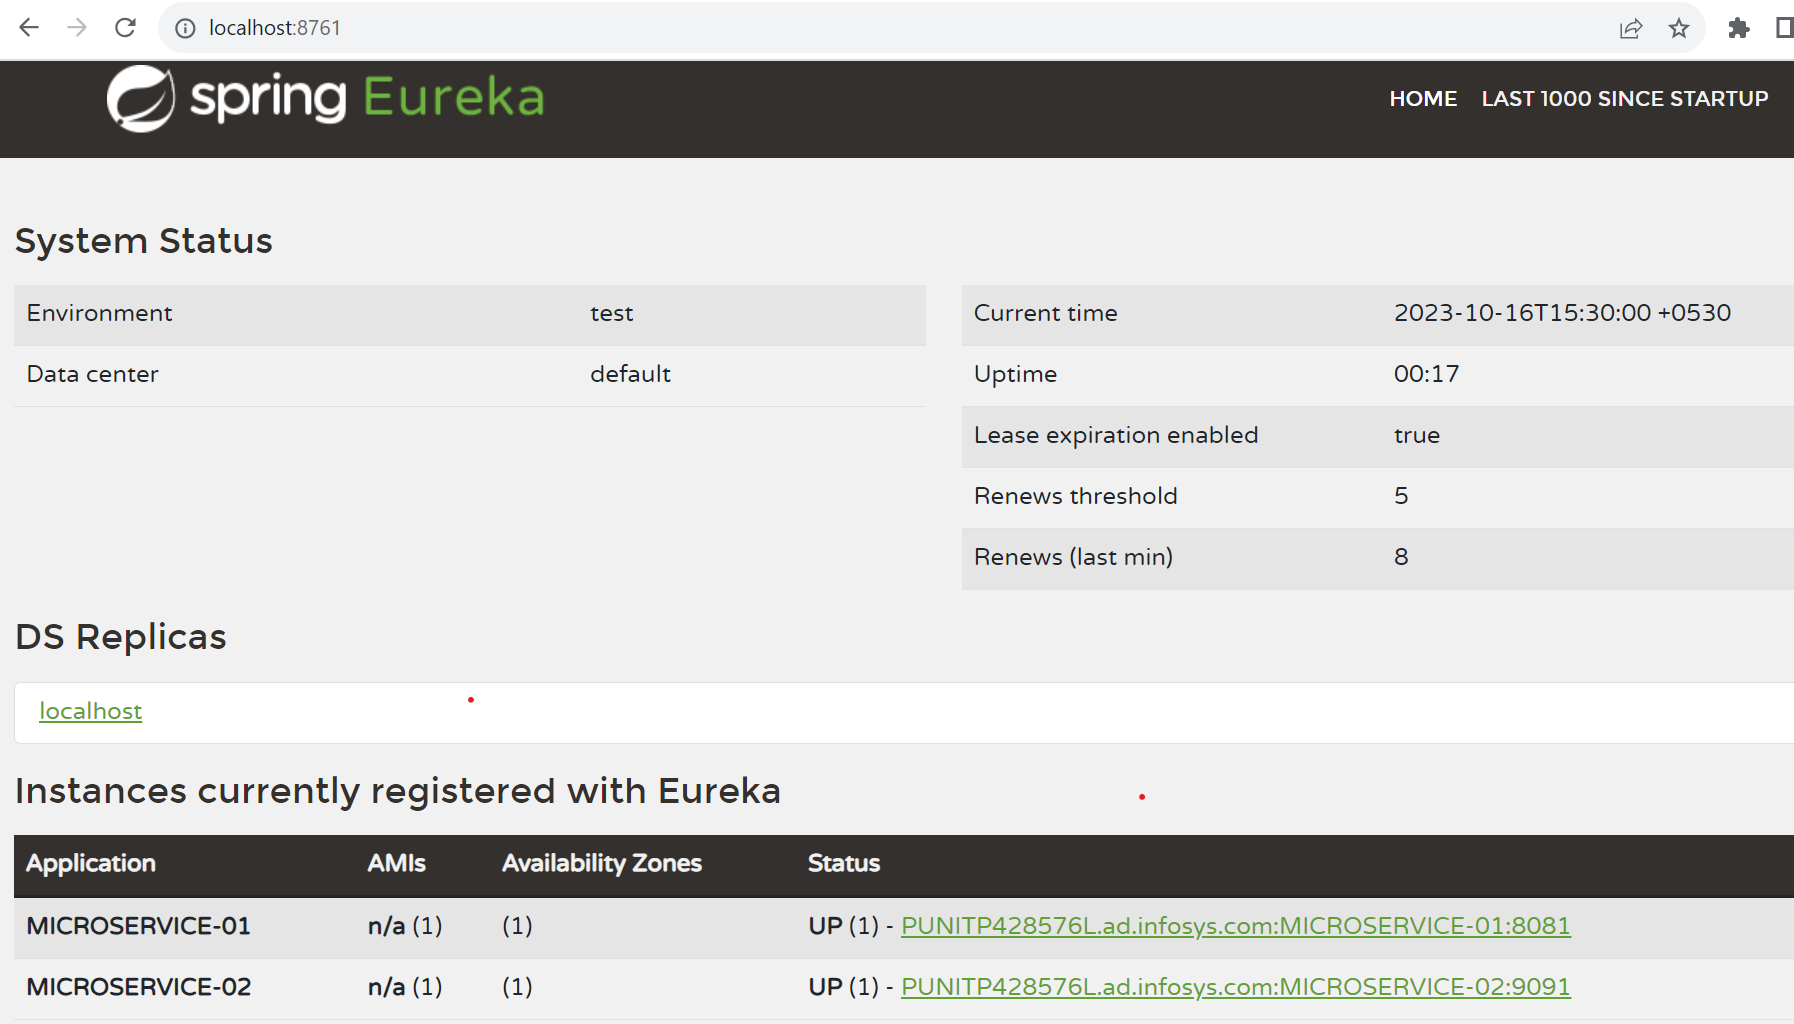 localhost:8761
spring Eureka
HOME LAST 1000 SINCE STARTUP
System Status
Environment test
Data center default
Current time 2023-10-16T15:30:00 +0530
Uptime 00:17
Lease expiration enabled true
Renews threshold 5
Renews (last min) 8
DS Replicas
localhost
Instances currently registered with Eureka
Application AMIs Availability Zones Status
MICROSERVICE-01 n/a (1) (1) UP (1) - PUNITP428576L.ad.infosys.com:MICROSERVICE-01:8081
MICROSERVICE-02 n/a (1) (1) UP (1) - PUNITP428576L.ad.infosys.com:MICROSERVICE-02:9091